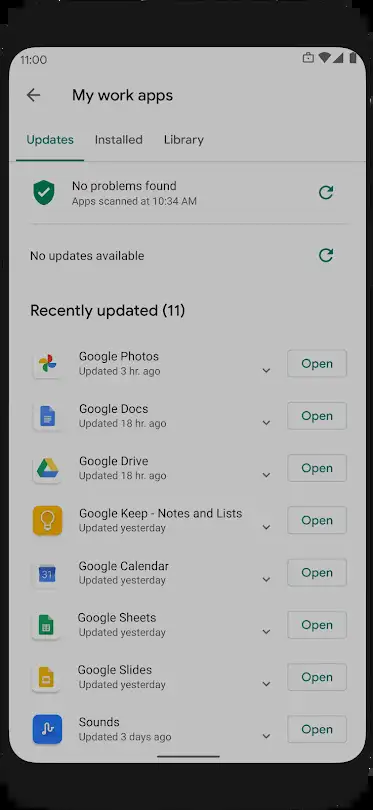 11:00
My work apps
Updates Installed Library
No problems found
Apps scanned at 10:34 AM
No updates available
Recently updated (11)
Google Photos
Updated 3 hr. ago
Open
Google Docs
Updated 18 hr. ago
Open
Google Drive
Updated 18 hr. ago
Open
Google Keep - Notes and Lists
Updated yesterday
Open
31
Google Calendar
Updated yesterday
Open
Google Sheets
Updated yesterday
Open
Google Slides
Updated yesterday
Open
Sounds
Updated 3 days ago
Open